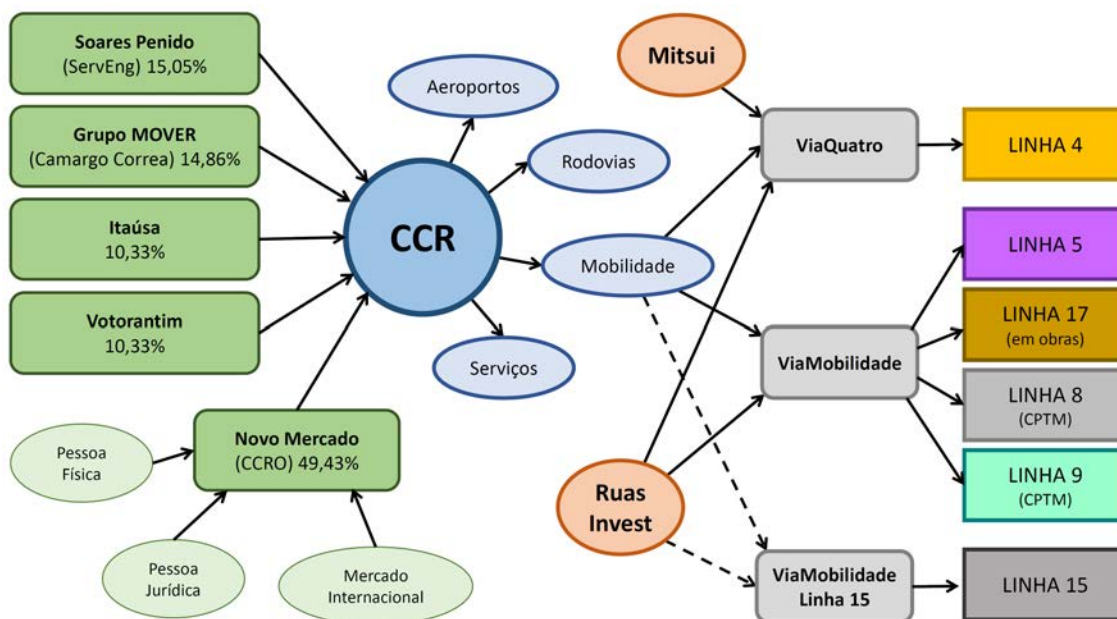 Soares Penido
(ServEng) 15,05%
Grupo MOVER
(Camargo Correa) 14,86%
Itaúsa
10,33%
Votorantim
10,33%
Novo Mercado
(CCRO) 49,43%
Pessoa
Física
Pessoa
Jurídica
Mercado
Internacional
CCR
Aeroportos
Rodovias
Mobilidade
Serviços
Mitsui
Ruas
Invest
ViaQuatro
ViaMobilidade
ViaMobilidade
Linha 15
LINHA 4
LINHA 5
LINHA 17
(em obras)
LINHA 8
(CPTM)
LINHA 9
(CPTM)
LINHA 15